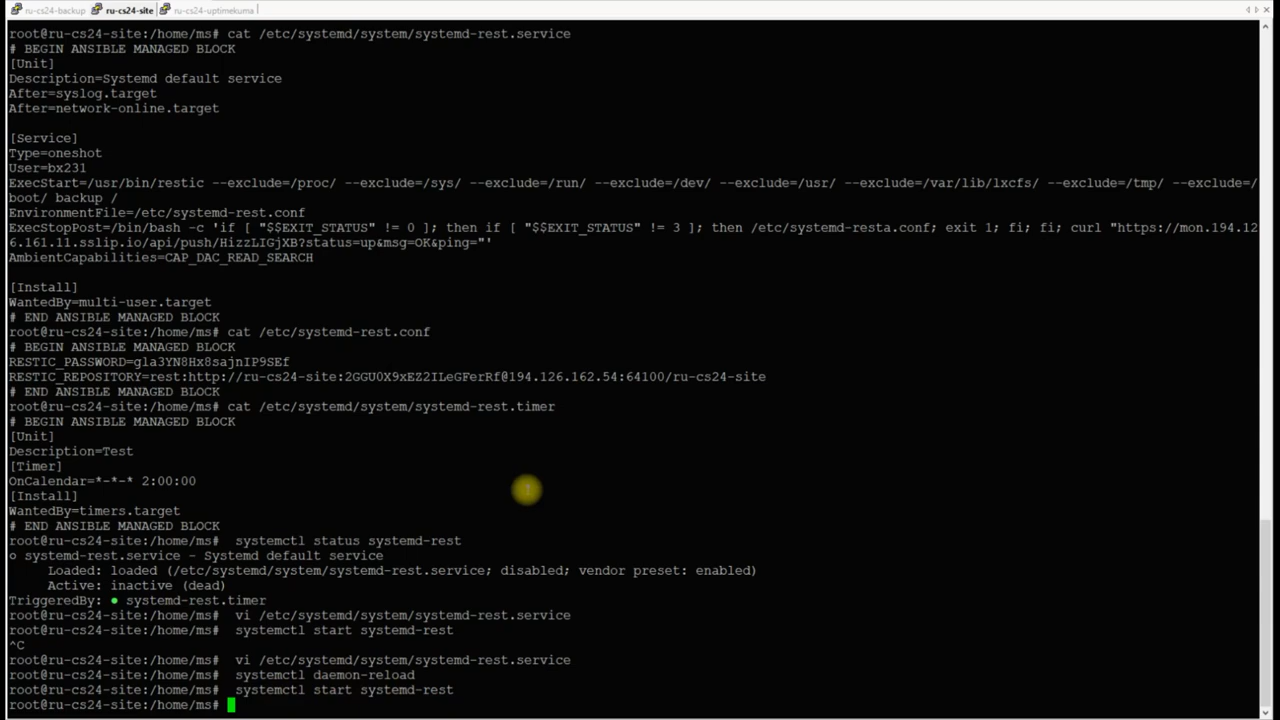 ru-cs24-backup ru-cs24-site ru-cs24-uptimekuma
root@ru-cs24-site:/home/ms# cat /etc/systemd/system/systemd-rest.service
# BEGIN ANSIBLE MANAGED BLOCK
[Unit]
Description=Systemd default service
After=syslog.target
After=network-online.target
[Service]
Type=oneshot
User=bx231
ExecStart=/usr/bin/restic --exclude=/proc/ --exclude=/sys/ --exclude=/run/ --exclude=/dev/ --exclude=/usr/ --exclude=/var/lib/lxcfs/ --exclude=/tmp/ --exclude=/
boot/ backup /
EnvironmentFile=/etc/systemd-rest.conf
ExecStopPost=/bin/bash -c 'if [ "$$EXIT_STATUS" != 0 ]; then if [ "$$EXIT_STATUS" != 3 ]; then /etc/systemd-resta.conf; exit 1; fi; fi; curl "https://mon.194.12
6.161.11.sslip.io/api/push/HizzLIGjXB?status=up&msg=OK&ping="'
AmbientCapabilities=CAP_DAC_READ_SEARCH
[Install]
WantedBy=multi-user.target
# END ANSIBLE MANAGED BLOCK
root@ru-cs24-site:/home/ms# cat /etc/systemd-rest.conf
# BEGIN ANSIBLE MANAGED BLOCK
RESTIC_PASSWORD=gla3YN8Hx8sajnIP9SEf
RESTIC_REPOSITORY=rest:http://ru-cs24-site:2GGU0X9xEZ2ILeGFerRf@194.126.162.54:64100/ru-cs24-site
# END ANSIBLE MANAGED BLOCK
root@ru-cs24-site:/home/ms# cat /etc/systemd/system/systemd-rest.timer
# BEGIN ANSIBLE MANAGED BLOCK
[Unit]
Description=Test
[Timer]
OnCalendar=*-*-* 2:00:00
[Install]
WantedBy=timers.target
# END ANSIBLE MANAGED BLOCK
root@ru-cs24-site:/home/ms#  systemctl status systemd-rest
○ systemd-rest.service - Systemd default service
Loaded: loaded (/etc/systemd/system/systemd-rest.service; disabled; vendor preset: enabled)
Active: inactive (dead)
TriggeredBy: ● systemd-rest.timer
root@ru-cs24-site:/home/ms#  vi /etc/systemd/system/systemd-rest.service
root@ru-cs24-site:/home/ms#  systemctl start systemd-rest
^C
root@ru-cs24-site:/home/ms#  vi /etc/systemd/system/systemd-rest.service
root@ru-cs24-site:/home/ms#  systemctl daemon-reload
root@ru-cs24-site:/home/ms#  systemctl start systemd-rest
root@ru-cs24-site:/home/ms#